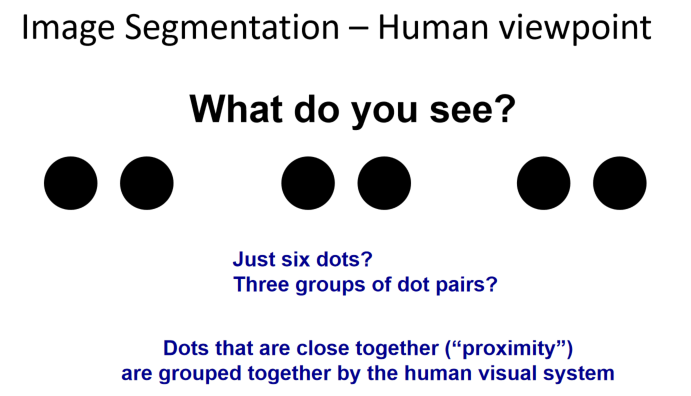 Image Segmentation – Human viewpoint
What do you see?
Just six dots?
Three groups of dot pairs?
Dots that are close together (“proximity”)
are grouped together by the human visual system